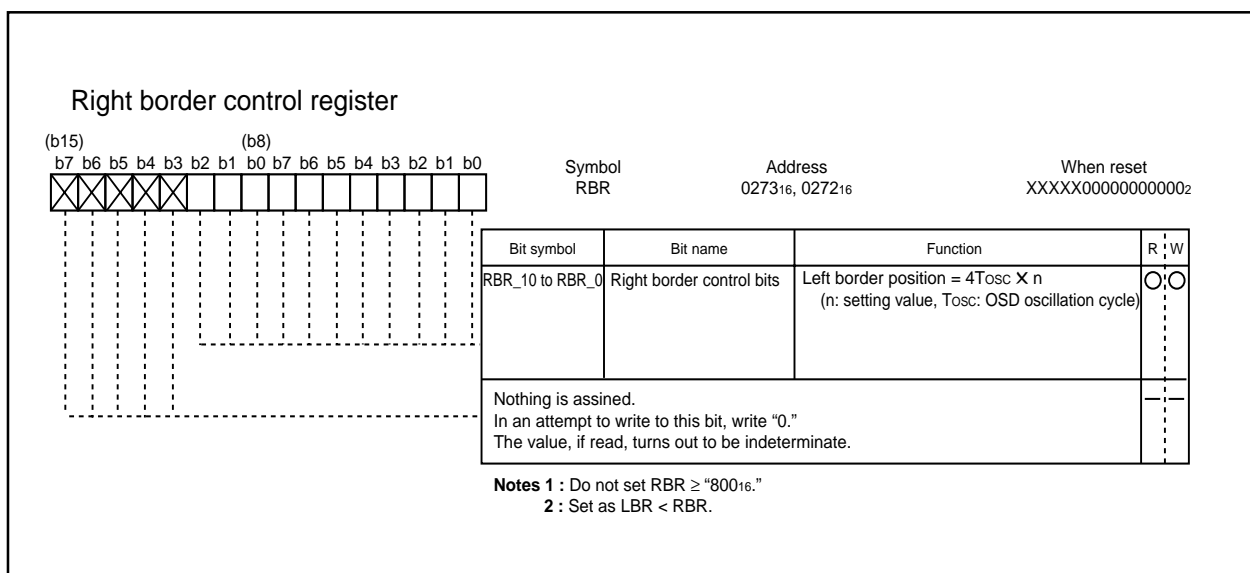 Right border control register
(b15) (b8)
b7 b6 b5 b4 b3 b2 b1 b0 b7 b6 b5 b4 b3 b2 b1 b0
Symbol Address When reset
RBR 027316, 027216 XXXXX000000000002
Bit symbol Bit name Function R W
RBR_10 to RBR_0 Right border control bits Left border position = 4Tosc X n
(n: setting value, Tosc: OSD oscillation cycle)
Nothing is assined.
In an attempt to write to this bit, write “0.”
The value, if read, turns out to be indeterminate.
Notes 1 : Do not set RBR ≥ “80016.”
2 : Set as LBR < RBR.